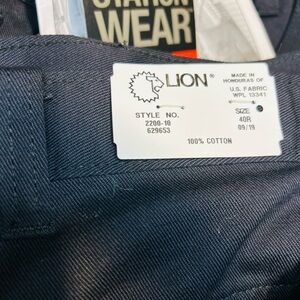 STATION
WEAR
LION®
MADE IN
HONDURAS OF
U.S. FABRIC
WPL 13341
STYLE NO.
2200-10
629653
SIZE
40R
09/19
100% COTTON